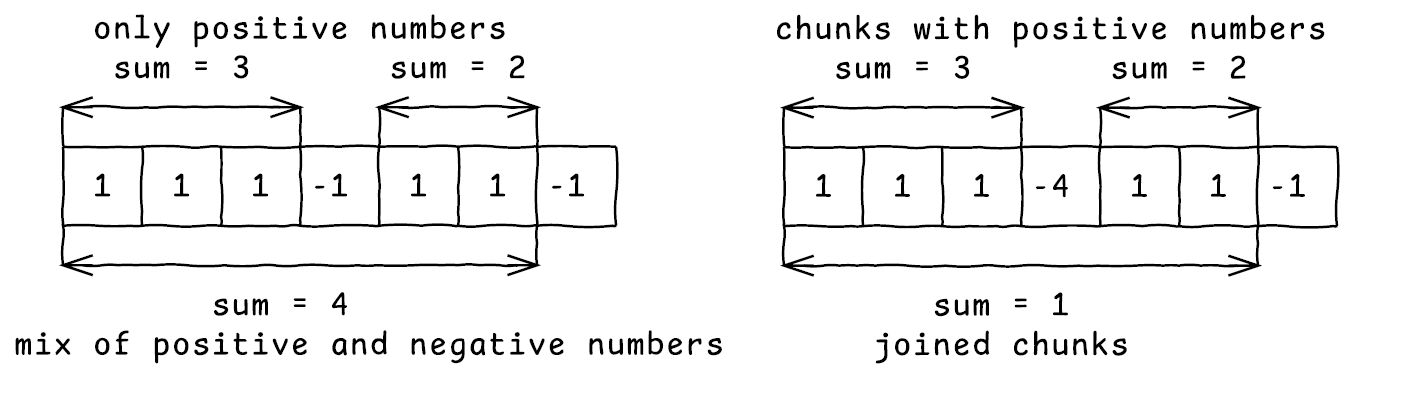 only positive numbers
sum = 3 sum = 2
1 1 1 -1 1 1 -1
sum = 4
mix of positive and negative numbers
chunks with positive numbers
sum = 3 sum = 2
1 1 1 -4 1 1 -1
sum = 1
joined chunks